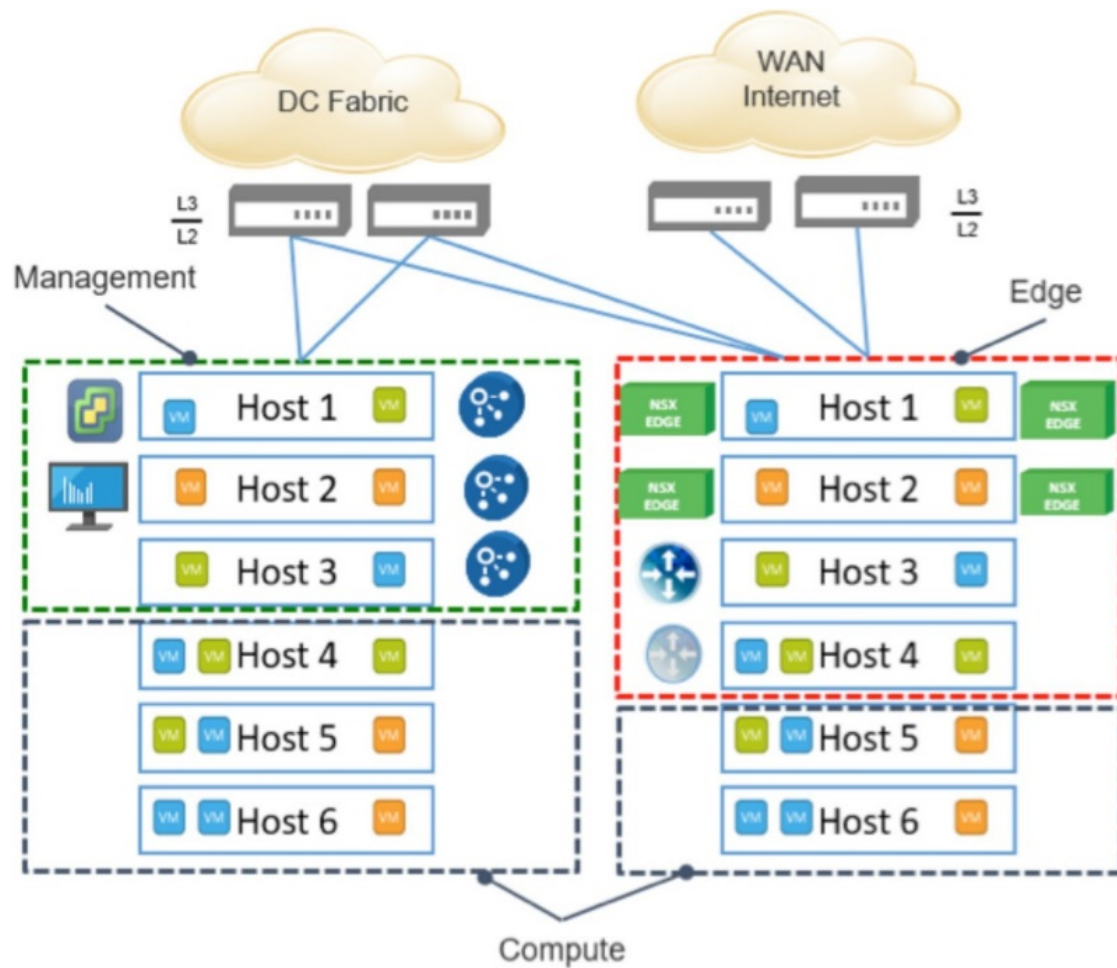 DC Fabric
WAN
Internet
L3
L2
L3
L2
Management
Edge
VM Host 1 VM
VM Host 2 VM
VM Host 3 VM
VM VM Host 4 VM
VM VM Host 5 VM
VM VM Host 6 VM
NSX
EDGE
VM Host 1 VM
NSX
EDGE
NSX
EDGE
VM Host 2 VM
NSX
EDGE
VM Host 3 VM
VM VM Host 4 VM
VM VM Host 5 VM
VM VM Host 6 VM
Compute